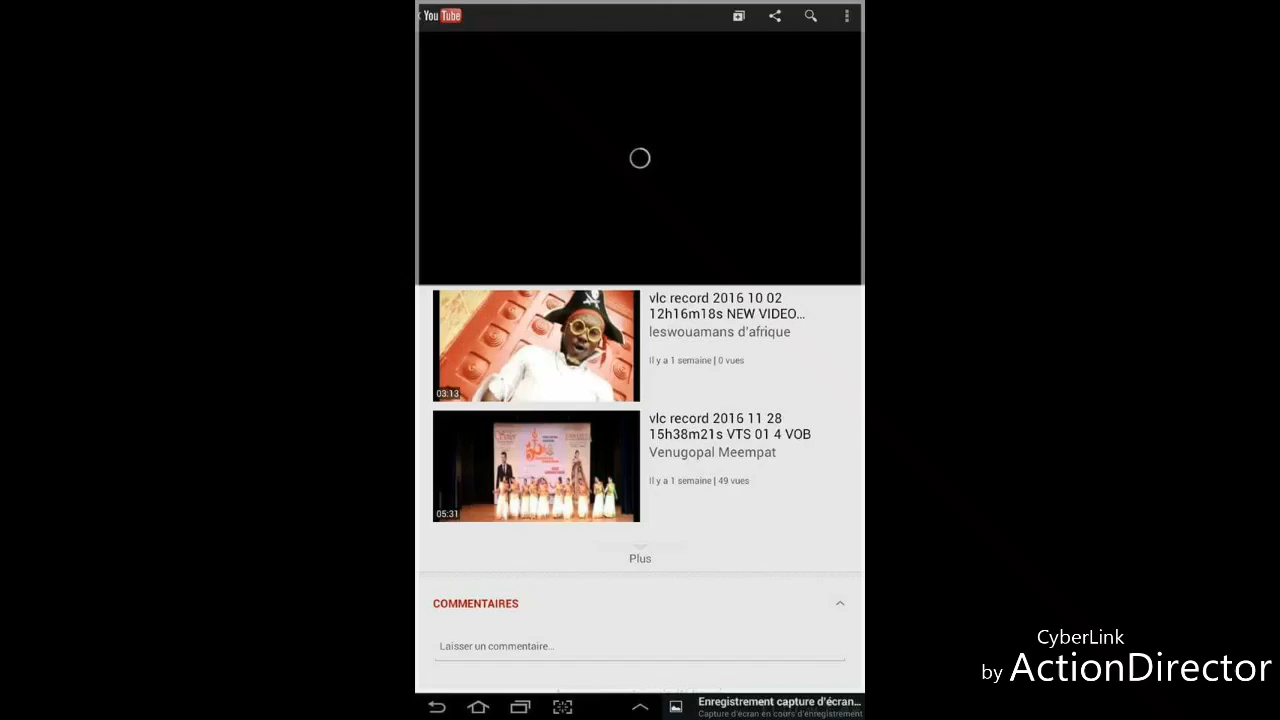 You Tube
vlc record 2016 10 02
12h16m18s NEW VIDEO...
leswouamans d'afrique
Il y a 1 semaine | 0 vues
03:13
vlc record 2016 11 28
15h38m21s VTS 01 4 VOB
Venugopal Meempat
Il y a 1 semaine | 49 vues
05:31
Plus
COMMENTAIRES
Laisser un commentaire...
Enregistrement capture d'écran...
Capture d'écran en cours d'enregistrement
CyberLink
by ActionDirector